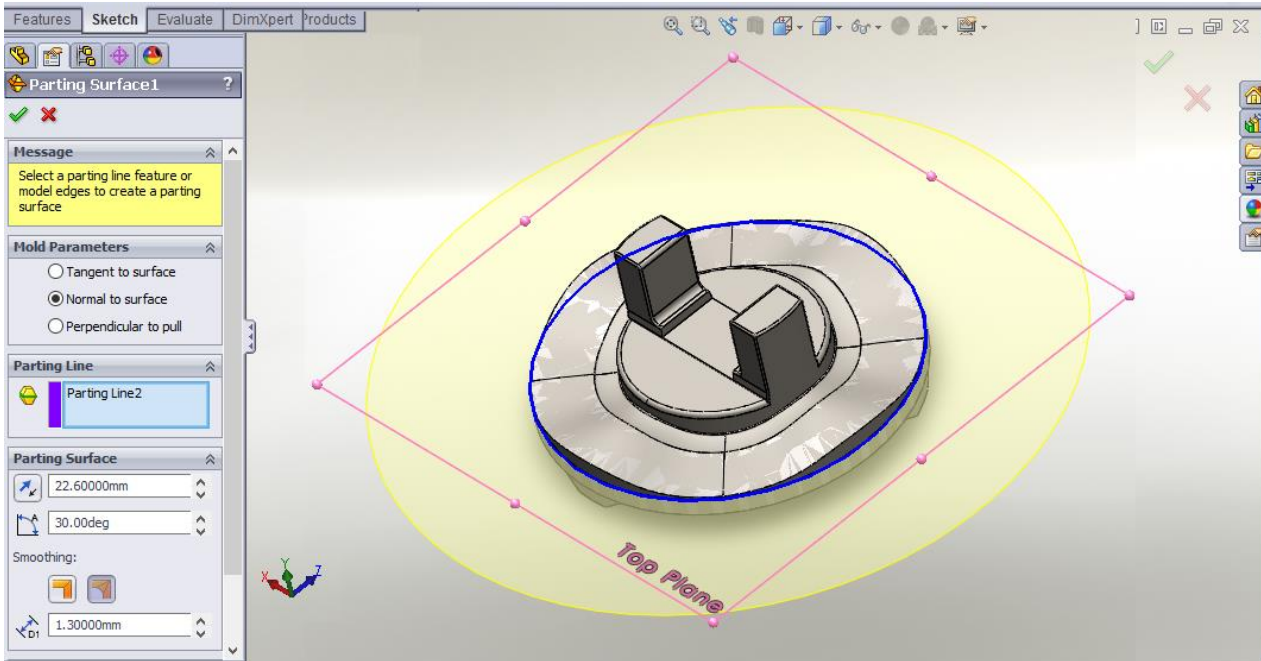 Features Sketch Evaluate DimXpert Products
Parting Surface1 ?
Message
Select a parting line feature or
model edges to create a parting
surface
Mold Parameters
Tangent to surface
Normal to surface
Perpendicular to pull
Parting Line
Parting Line2
Parting Surface
22.60000mm
A
30.00deg
Smoothing:
D1
1.30000mm
X Y Z
Top Plane